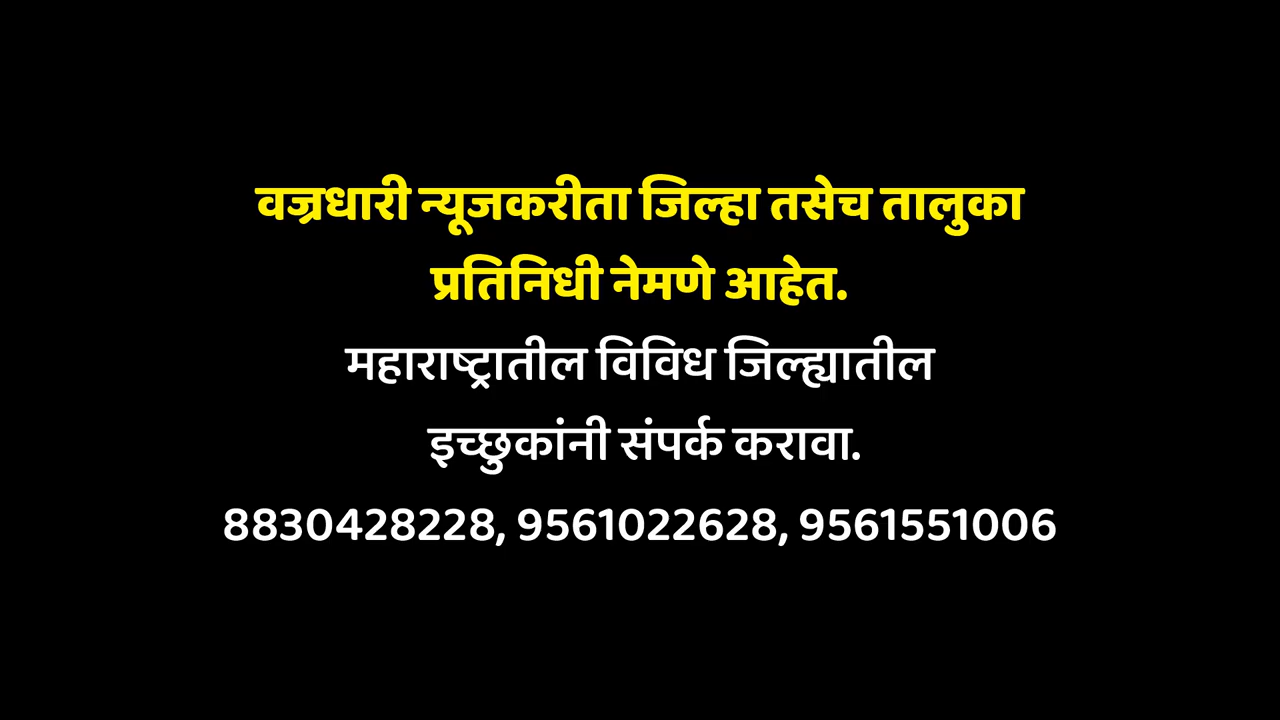 वज्रधारी न्यूजकरीता जिल्हा तसेच तालुका
प्रतिनिधी नेमणे आहेत.
महाराष्ट्रातील विविध जिल्ह्यातील
इच्छुकांनी संपर्क करावा.
8830428228, 9561022628, 9561551006